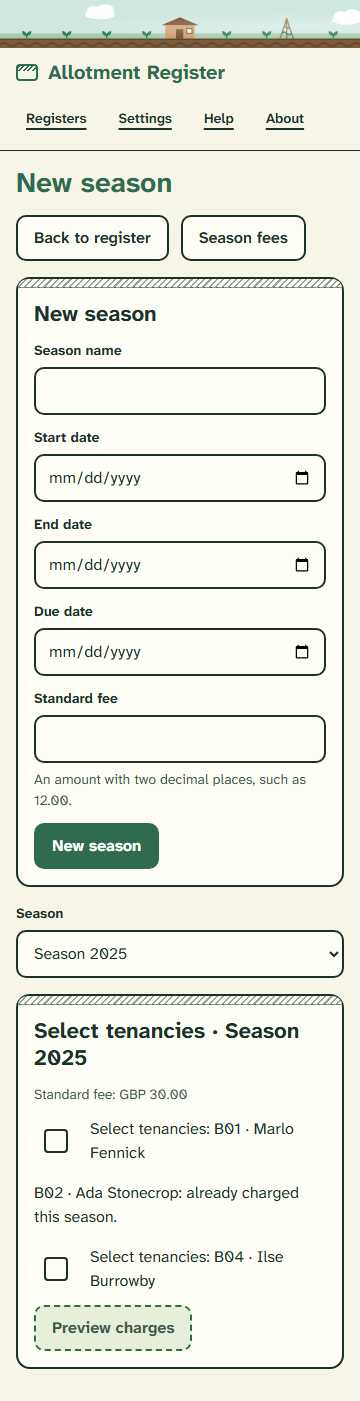 Allotment Register
Registers Settings Help About
New season
Back to register Season fees
New season
Season name
Start date
mm/dd/yyyy
End date
mm/dd/yyyy
Due date
mm/dd/yyyy
Standard fee
An amount with two decimal places, such as
12.00.
New season
Season
Season 2025
Select tenancies · Season
2025
Standard fee: GBP 30.00
Select tenancies: B01 · Marlo
Fennick
B02 · Ada Stonecrop: already charged
this season.
Select tenancies: B04 · Ilse
Burrowby
Preview charges